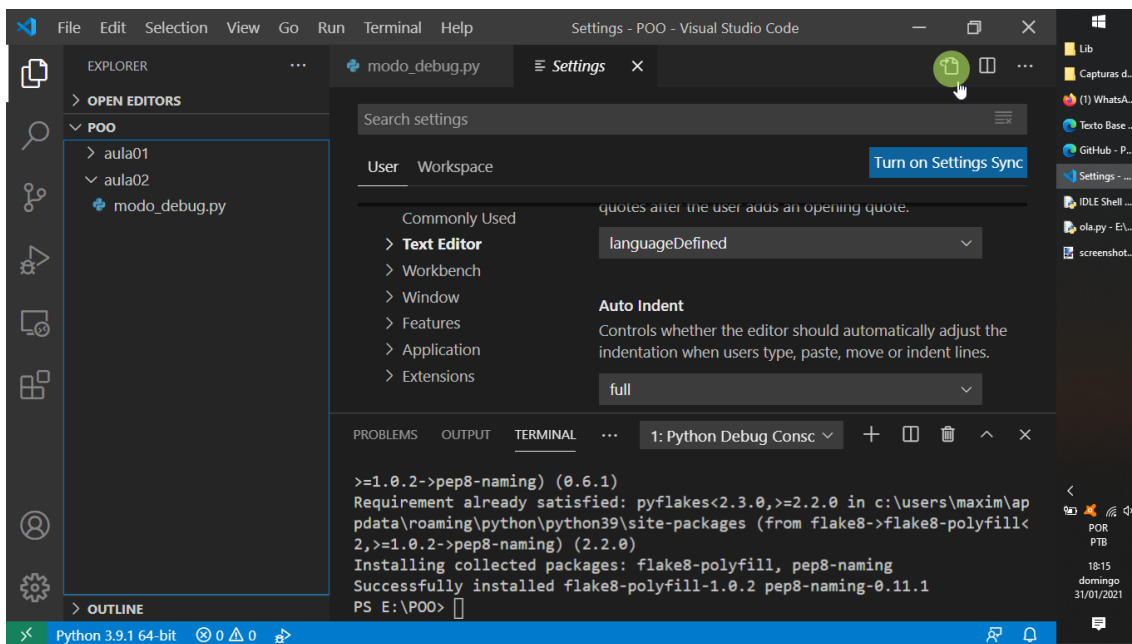 File Edit Selection View Go Run Terminal Help Settings - POO - Visual Studio Code
EXPLORER
OPEN EDITORS
POO
aula01
aula02
modo_debug.py
OUTLINE
modo_debug.py Settings
Search settings
User Workspace
Turn on Settings Sync
Commonly Used
Text Editor
Workbench
Window
Features
Application
Extensions
quotes after the user adds an opening quote.
languageDefined
Auto Indent
Controls whether the editor should automatically adjust the
indentation when users type, paste, move or indent lines.
full
PROBLEMS OUTPUT TERMINAL ... 1: Python Debug Consc
>=1.0.2->pep8-naming) (0.6.1)
Requirement already satisfied: pyflakes<2.3.0,>=2.2.0 in c:\users\maxim\ap
pdata\roaming\python\python39\site-packages (from flake8->flake8-polyfill<
2,>=1.0.2->pep8-naming) (2.2.0)
Installing collected packages: flake8-polyfill, pep8-naming
Successfully installed flake8-polyfill-1.0.2 pep8-naming-0.11.1
PS E:\POO>
Python 3.9.1 64-bit 0 0
Lib
Capturas d...
(1) WhatsA...
Texto Base ...
GitHub - P...
Settings - ...
IDLE Shell ...
ola.py - E:\...
screenshot...
POR
PTB
18:15
domingo
31/01/2021